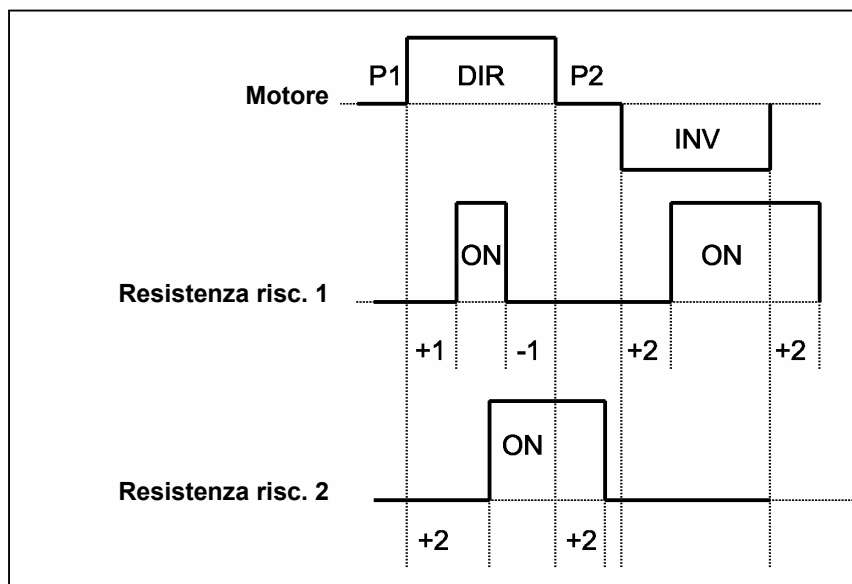 P1 DIR P2
Motore
INV
ON ON
Resistenza risc. 1
+1 -1 +2 +2
ON
Resistenza risc. 2
+2 +2